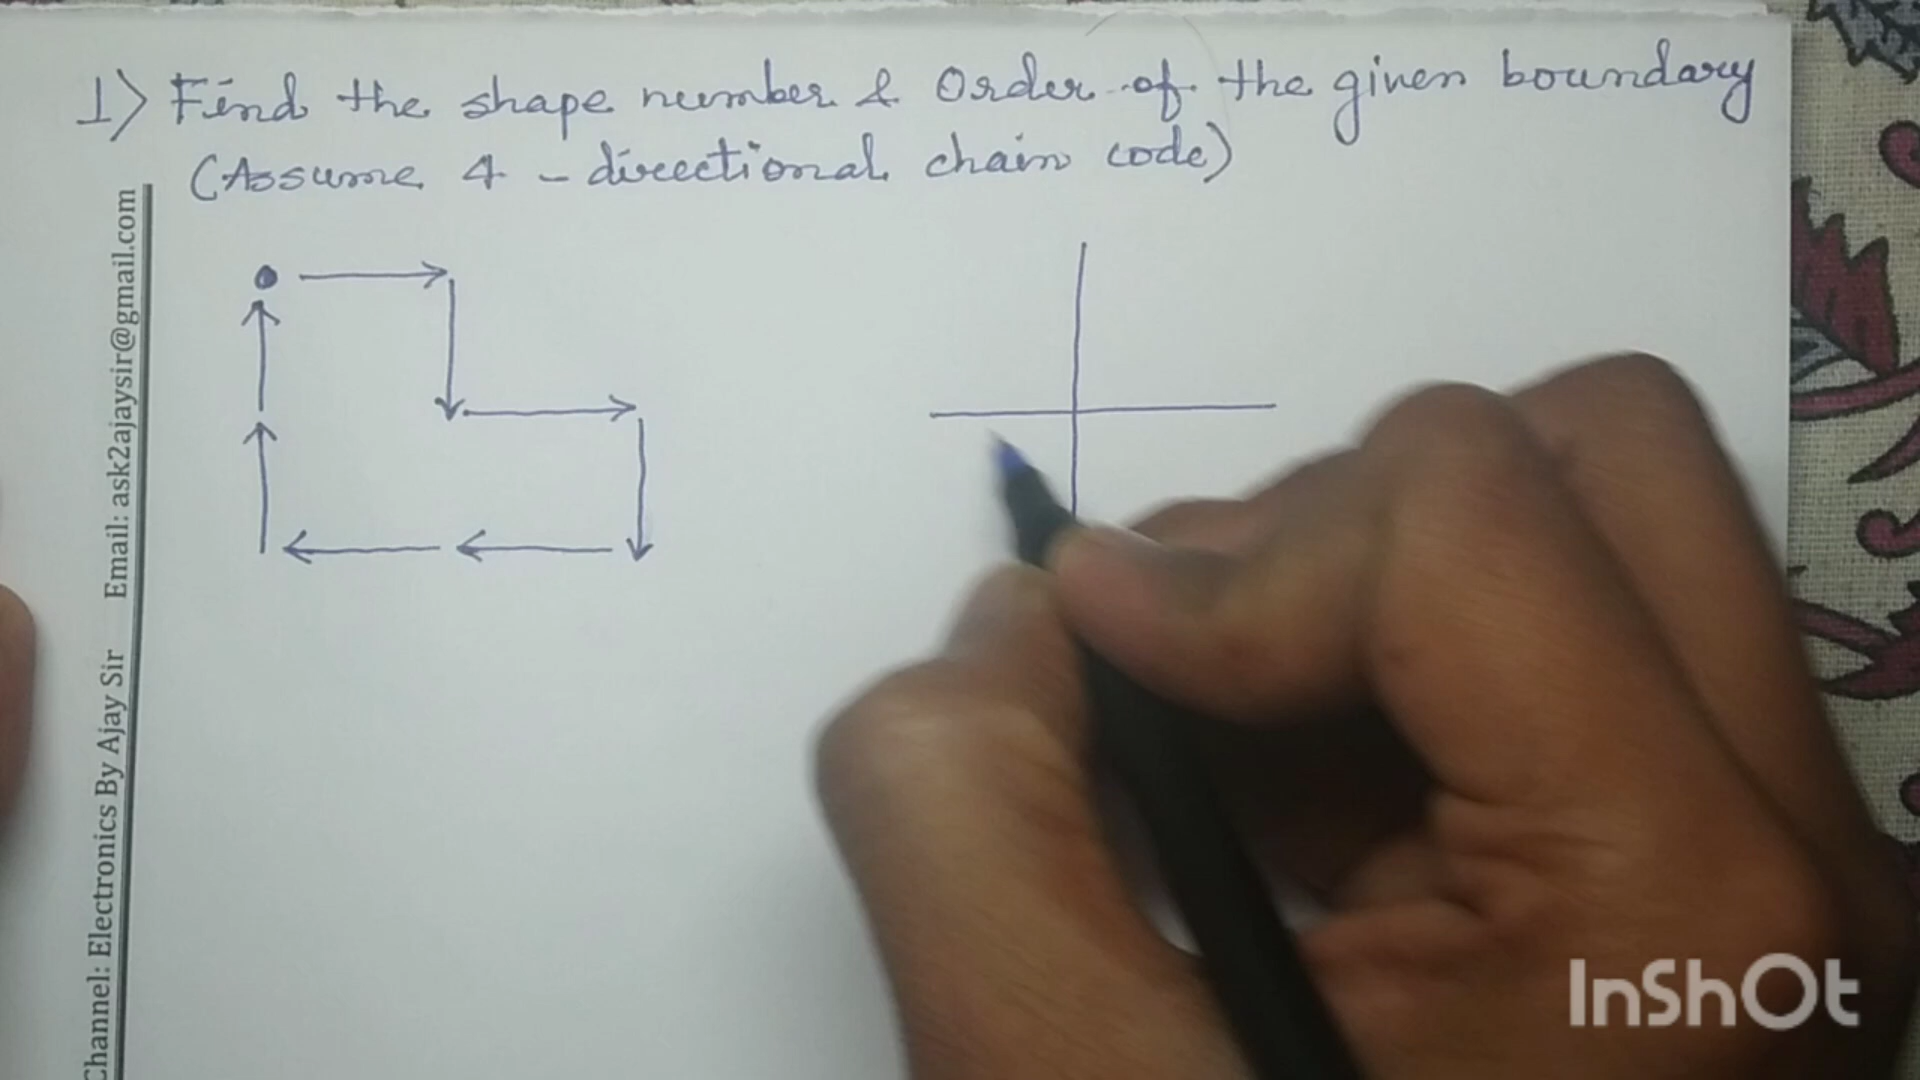 1) Find the shape number & Order of the given boundary
(Assume 4 - directional chain code)
Channel: Electronics By Ajay Sir Email: ask2ajaysir@gmail.com
InShOt